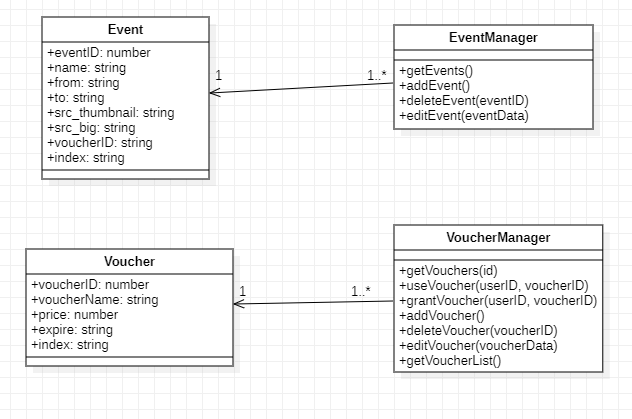 Event
+eventID: number
+name: string
+from: string
+to: string
+src_thumbnail: string
+src_big: string
+voucherID: string
+index: string
1
1..*
EventManager
+getEvents()
+addEvent()
+deleteEvent(eventID)
+editEvent(eventData)
Voucher
+voucherID: number
+voucherName: string
+price: number
+expire: string
+index: string
1
1..*
VoucherManager
+getVouchers(id)
+useVoucher(userID, voucherID)
+grantVoucher(userID, voucherID)
+addVoucher()
+deleteVoucher(voucherID)
+editVoucher(voucherData)
+getVoucherList()